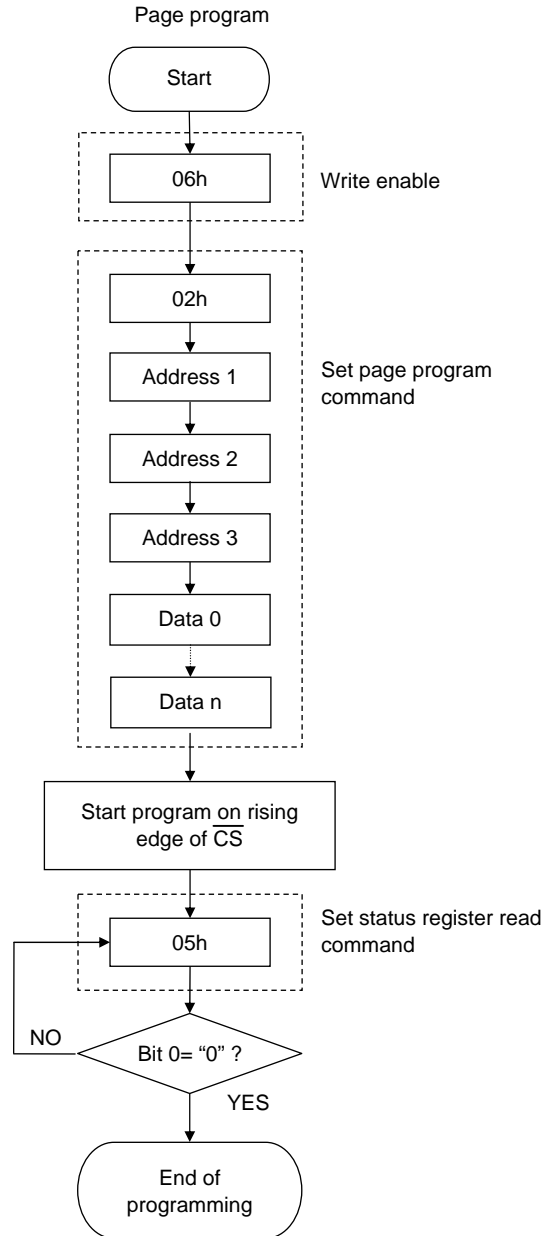 Page program
Start
06h
Write enable
02h
Address 1
Set page program
command
Address 2
Address 3
Data 0
Data n
Start program on rising
edge of C̅S̅
Set status register read
command
05h
NO
Bit 0= “0” ?
YES
End of
programming